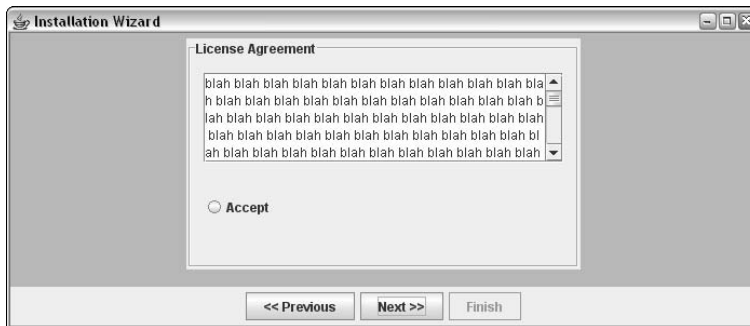 Installation Wizard
License Agreement
blah blah blah blah blah blah blah blah blah blah blah bla
h blah blah blah blah blah blah blah blah blah blah blah b
lah blah blah blah blah blah blah blah blah blah blah blah
blah blah blah blah blah blah blah blah blah blah blah bl
ah blah blah blah blah blah blah blah blah blah blah blah
Accept
<< Previous
Next >>
Finish